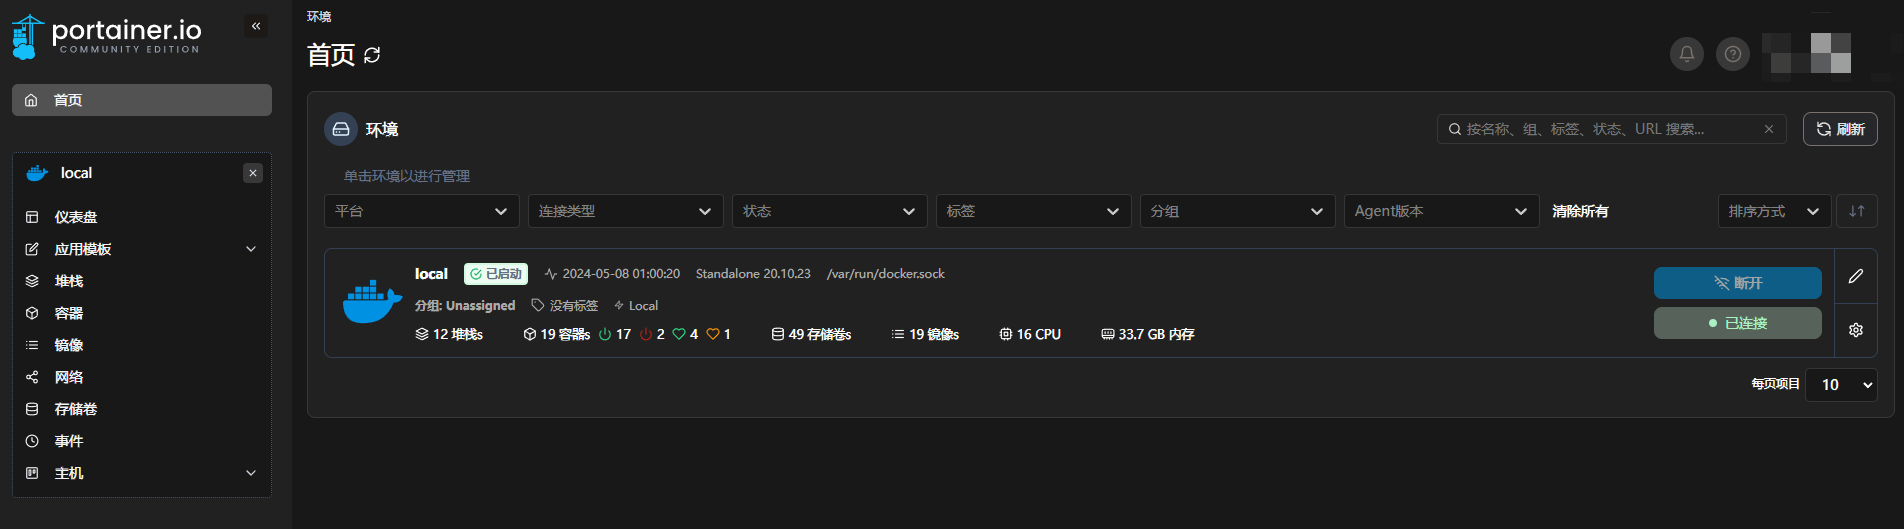 portainer.io
COMMUNITY EDITION
首页
local
仪表盘
应用模板
堆栈
容器
镜像
网络
存储卷
事件
主机
环境
首页
环境
按名称、组、标签、状态、URL 搜索...
刷新
单击环境以进行管理
平台 连接类型 状态 标签 分组 Agent版本 清除所有 排序方式
local 已启动 2024-05-08 01:00:20 Standalone 20.10.23 /var/run/docker.sock
分组: Unassigned 没有标签 Local
12 堆栈s 19 容器s 17 2 4 1 49 存储卷s 19 镜像s 16 CPU 33.7 GB 内存
断开
已连接
每页项目 10